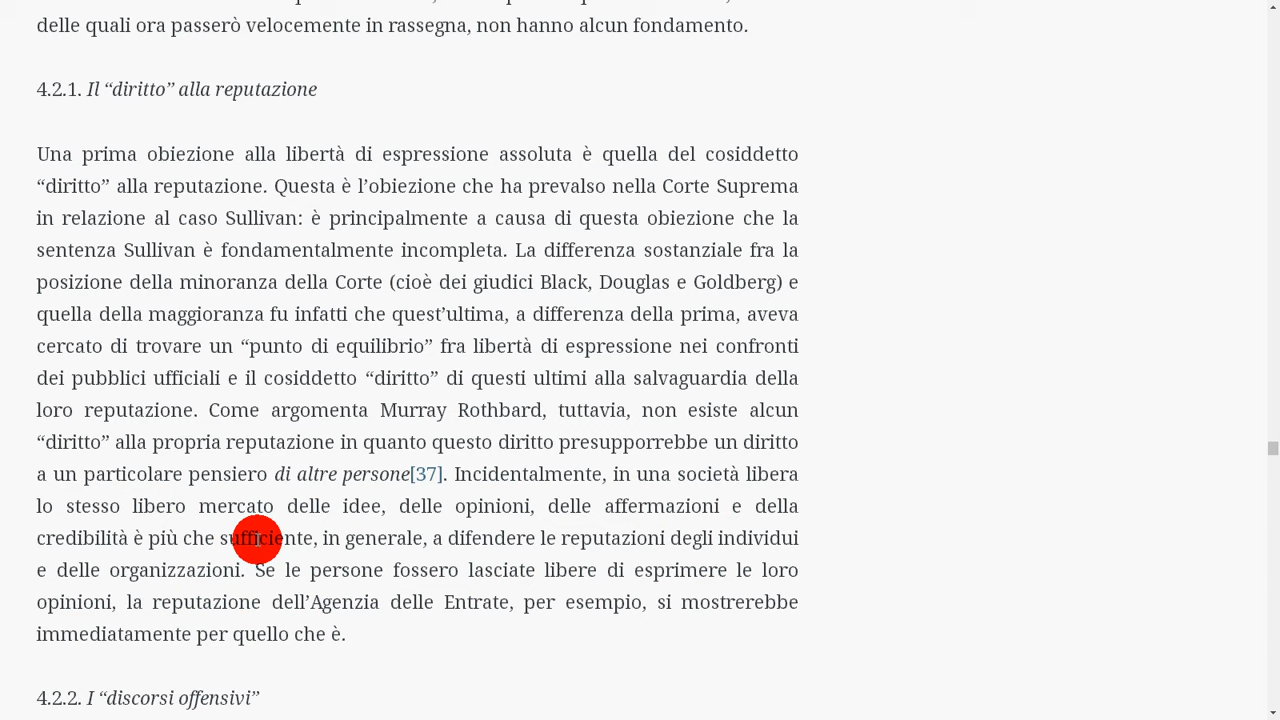 delle quali ora passerò velocemente in rassegna, non hanno alcun fondamento.
4.2.1. Il “diritto” alla reputazione
Una prima obiezione alla libertà di espressione assoluta è quella del cosiddetto
“diritto” alla reputazione. Questa è l’obiezione che ha prevalso nella Corte Suprema
in relazione al caso Sullivan: è principalmente a causa di questa obiezione che la
sentenza Sullivan è fondamentalmente incompleta. La differenza sostanziale fra la
posizione della minoranza della Corte (cioè dei giudici Black, Douglas e Goldberg) e
quella della maggioranza fu infatti che quest’ultima, a differenza della prima, aveva
cercato di trovare un “punto di equilibrio” fra libertà di espressione nei confronti
dei pubblici ufficiali e il cosiddetto “diritto” di questi ultimi alla salvaguardia della
loro reputazione. Come argomenta Murray Rothbard, tuttavia, non esiste alcun
“diritto” alla propria reputazione in quanto questo diritto presupporrebbe un diritto
a un particolare pensiero di altre persone[37]. Incidentalmente, in una società libera
lo stesso libero mercato delle idee, delle opinioni, delle affermazioni e della
credibilità è più che sufficiente, in generale, a difendere le reputazioni degli individui
e delle organizzazioni. Se le persone fossero lasciate libere di esprimere le loro
opinioni, la reputazione dell’Agenzia delle Entrate, per esempio, si mostrerebbe
immediatamente per quello che è.
4.2.2. I “discorsi offensivi”